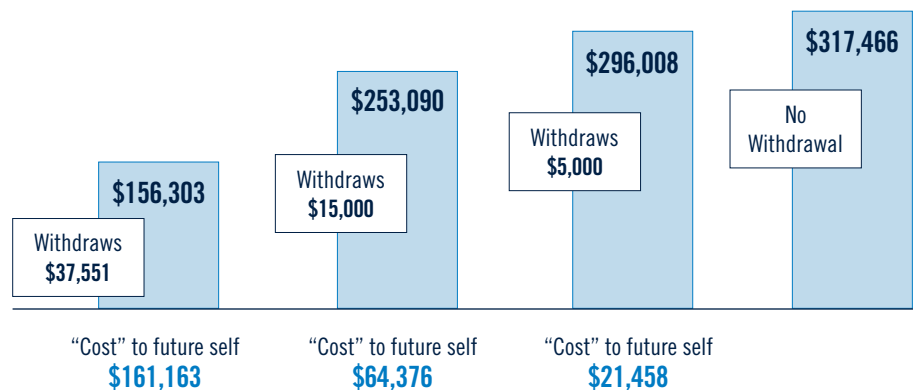 $156,303
Withdraws
$37,551
“Cost” to future self
$161,163
$253,090
Withdraws
$15,000
“Cost” to future self
$64,376
$296,008
Withdraws
$5,000
“Cost” to future self
$21,458
$317,466
No
Withdrawal